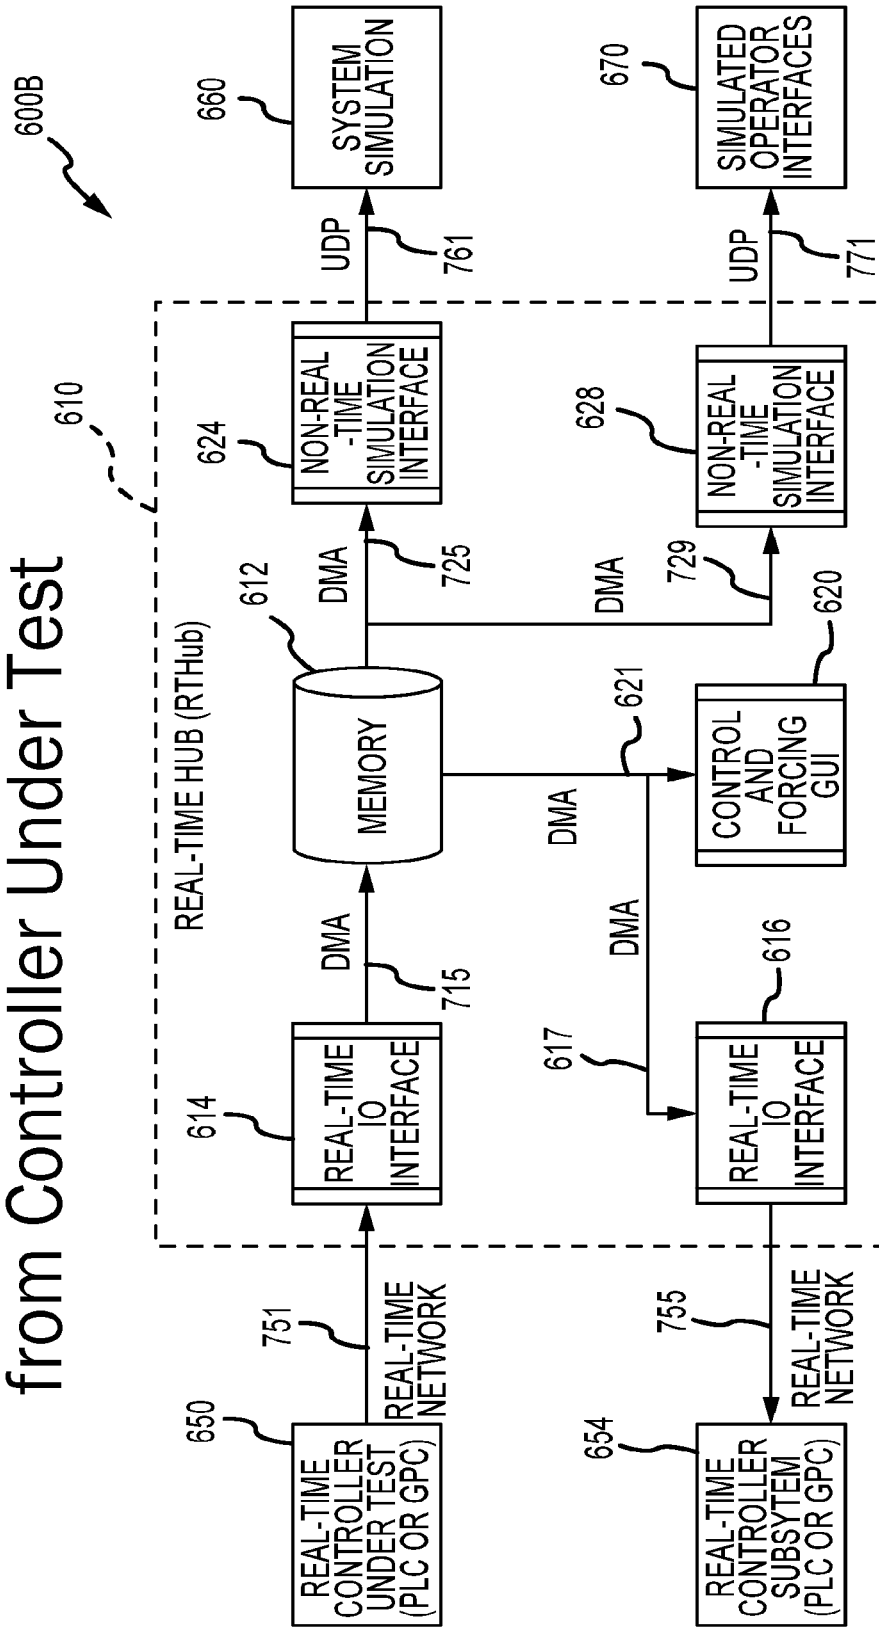 from Controller Under Test
600B
610
REAL-TIME HUB (RTHub)
650
REAL-TIME
CONTROLLER
UNDER TEST
(PLC OR GPC)
751
REAL-TIME
NETWORK
614
REAL-TIME
IO
INTERFACE
DMA
715
612
MEMORY
DMA
725
624
NON-REAL
-TIME
SIMULATION
INTERFACE
UDP
761
660
SYSTEM
SIMULATION
654
REAL-TIME
CONTROLLER
SUBSYTEM
(PLC OR GPC)
755
REAL-TIME
NETWORK
616
REAL-TIME
IO
INTERFACE
617
DMA
DMA
621
620
CONTROL
AND
FORCING
GUI
DMA
729
628
NON-REAL
-TIME
SIMULATION
INTERFACE
UDP
771
670
SIMULATED
OPERATOR
INTERFACES